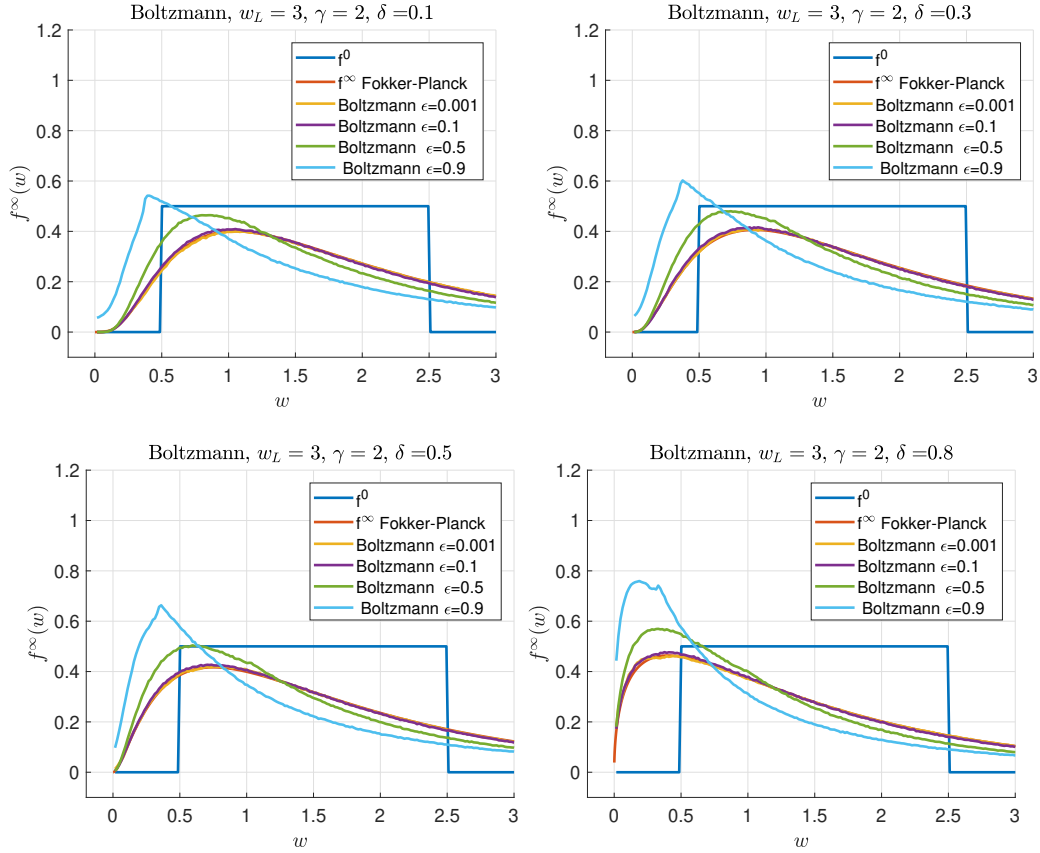 Boltzmann, w_L = 3, γ = 2, δ =0.1
1.2
1
0.8
0.6
0.4
0.2
0
f^∞(w)
f^0
f^∞ Fokker-Planck
Boltzmann ϵ=0.001
Boltzmann ϵ=0.1
Boltzmann ϵ=0.5
Boltzmann ϵ=0.9
0 0.5 1 1.5 2 2.5 3
w
Boltzmann, w_L = 3, γ = 2, δ =0.3
1.2
1
0.8
0.6
0.4
0.2
0
f^∞(w)
f^0
f^∞ Fokker-Planck
Boltzmann ϵ=0.001
Boltzmann ϵ=0.1
Boltzmann ϵ=0.5
Boltzmann ϵ=0.9
0 0.5 1 1.5 2 2.5 3
w
Boltzmann, w_L = 3, γ = 2, δ =0.5
1.2
1
0.8
0.6
0.4
0.2
0
f^∞(w)
f^0
f^∞ Fokker-Planck
Boltzmann ϵ=0.001
Boltzmann ϵ=0.1
Boltzmann ϵ=0.5
Boltzmann ϵ=0.9
0 0.5 1 1.5 2 2.5 3
w
Boltzmann, w_L = 3, γ = 2, δ =0.8
1.2
1
0.8
0.6
0.4
0.2
0
f^∞(w)
f^0
f^∞ Fokker-Planck
Boltzmann ϵ=0.001
Boltzmann ϵ=0.1
Boltzmann ϵ=0.5
Boltzmann ϵ=0.9
0 0.5 1 1.5 2 2.5 3
w